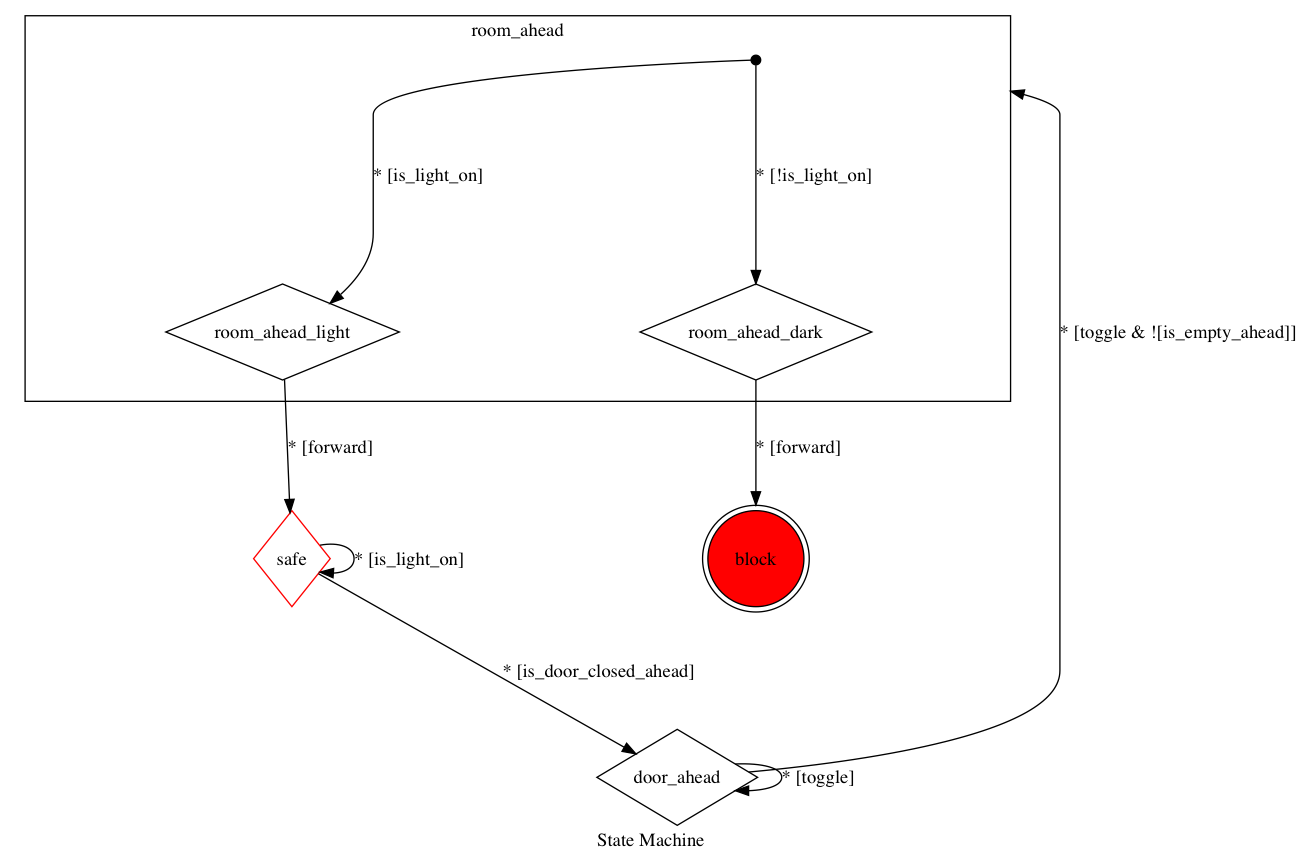 room_ahead
* [is_light_on]
* [!is_light_on]
room_ahead_light
room_ahead_dark
* [toggle & ![is_empty_ahead]]
* [forward]
* [forward]
safe
* [is_light_on]
block
* [is_door_closed_ahead]
door_ahead
* [toggle]
State Machine